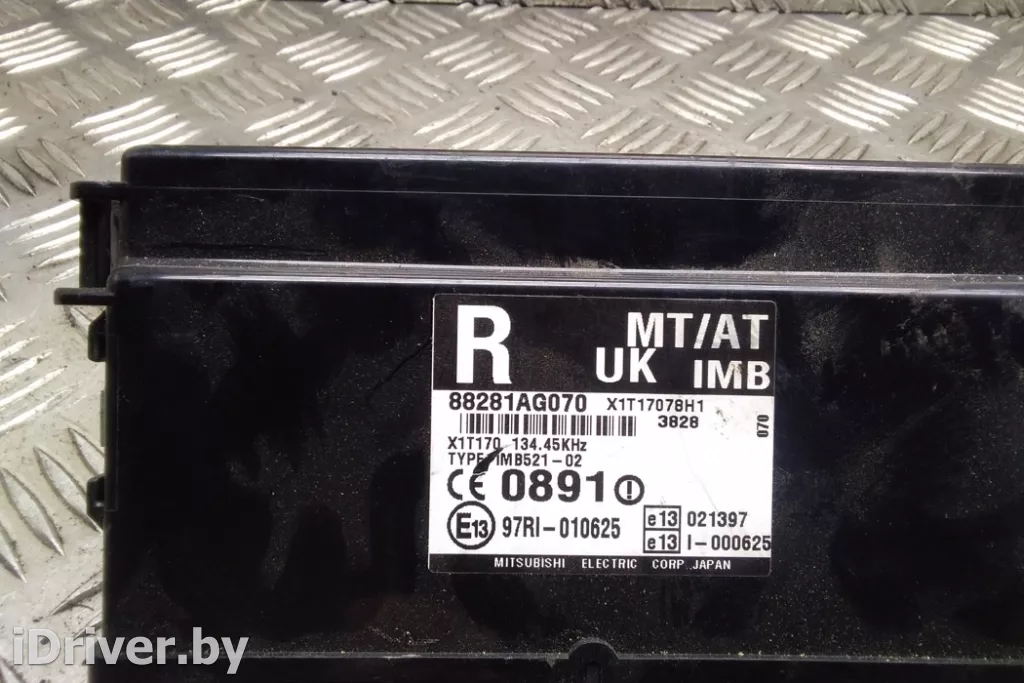 R MT/AT
UK IMB
88281AG070 X1T17078H1
3828
070
X1T170 134.45KHz
TYPE IMB521-02
CE 0891
E13 97RI-010625
e13 021397
e13 I-000625
MITSUBISHI ELECTRIC CORP. JAPAN
iDriver.by